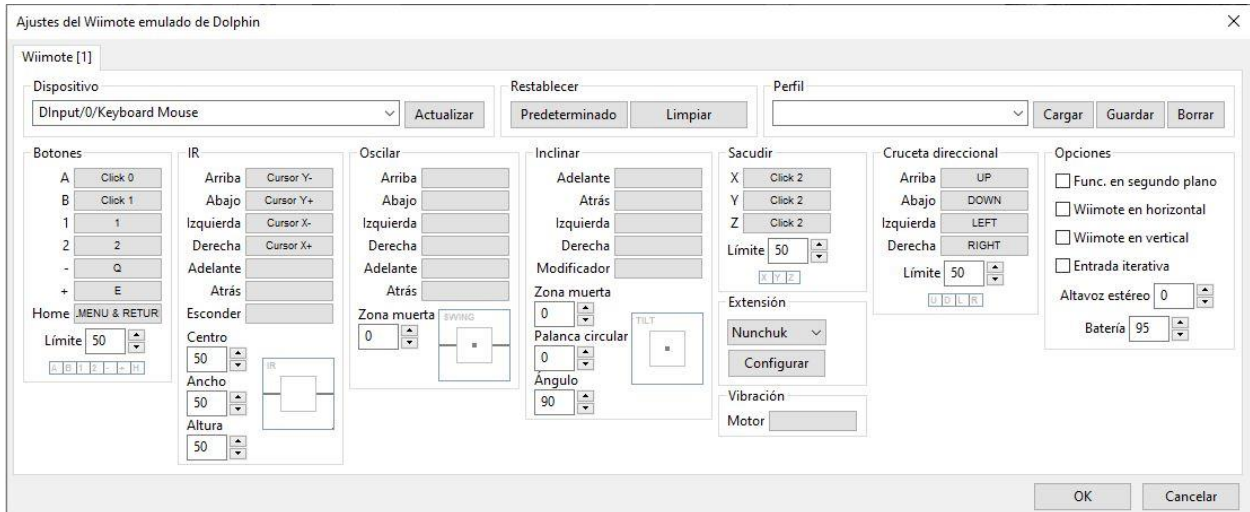 Ajustes del Wiimote emulado de Dolphin
Wiimote [1]
Dispositivo
DInput/0/Keyboard Mouse
Actualizar
Restablecer
Predeterminado Limpiar
Perfil
Cargar Guardar Borrar
Botones
A Click 0
B Click 1
1 1
2 2
- Q
+ E
Home .MENU & RETUR
Límite 50
A B 1 2 - + H
IR
Arriba Cursor Y-
Abajo Cursor Y+
Izquierda Cursor X-
Derecha Cursor X+
Adelante
Atrás
Esconder
Centro
50
IR
Ancho
50
Altura
50
Oscilar
Arriba
Abajo
Izquierda
Derecha
Adelante
Atrás
Zona muerta
0
SWING
Inclinar
Adelante
Atrás
Izquierda
Derecha
Modificador
Zona muerta
0
TILT
Palanca circular
0
Ángulo
90
Sacudir
X Click 2
Y Click 2
Z Click 2
Límite 50
X Y Z
Extensión
Nunchuk
Configurar
Vibración
Motor
Cruceta direccional
Arriba UP
Abajo DOWN
Izquierda LEFT
Derecha RIGHT
Límite 50
U D L R
Opciones
Func. en segundo plano
Wiimote en horizontal
Wiimote en vertical
Entrada iterativa
Altavoz estéreo 0
Batería 95
OK Cancelar